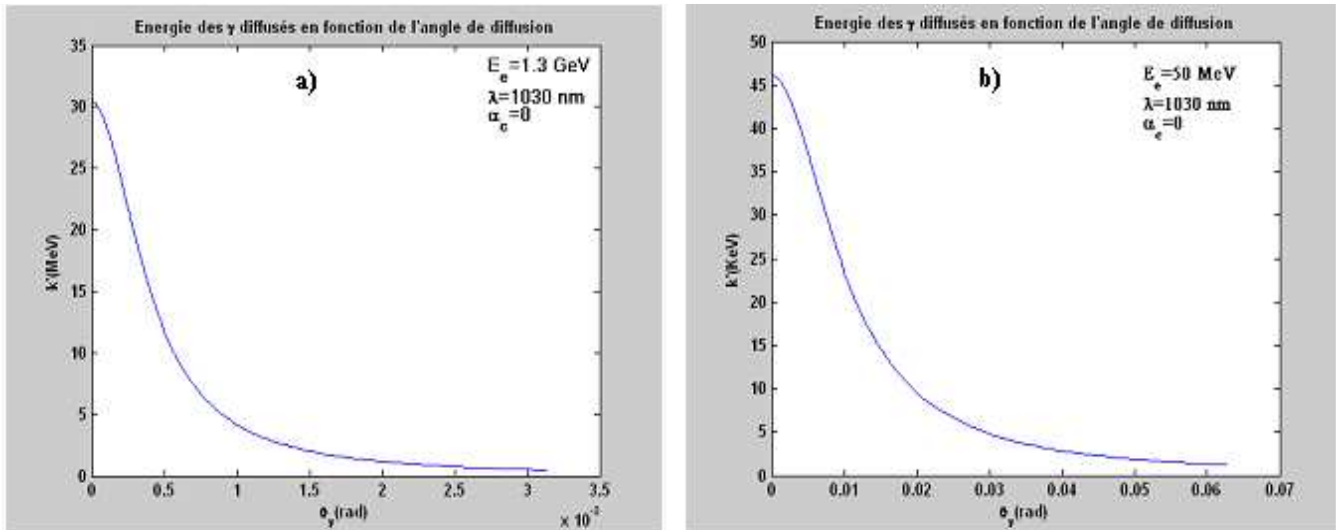 Energie des γ diffusés en fonction de l'angle de diffusion
a)
E_e=1.3 GeV
λ=1030 nm
α_c=0
35
30
25
20
15
10
5
0
k'(MeV)
0 0.5 1 1.5 2 2.5 3 3.5
θ_γ(rad)
× 10⁻³
Energie des γ diffusés en fonction de l'angle de diffusion
b)
E_e=50 MeV
λ=1030 nm
α_e=0
50
45
40
35
30
25
20
15
10
5
0
k'(KeV)
0 0.01 0.02 0.03 0.04 0.05 0.06 0.07
θ_γ(rad)